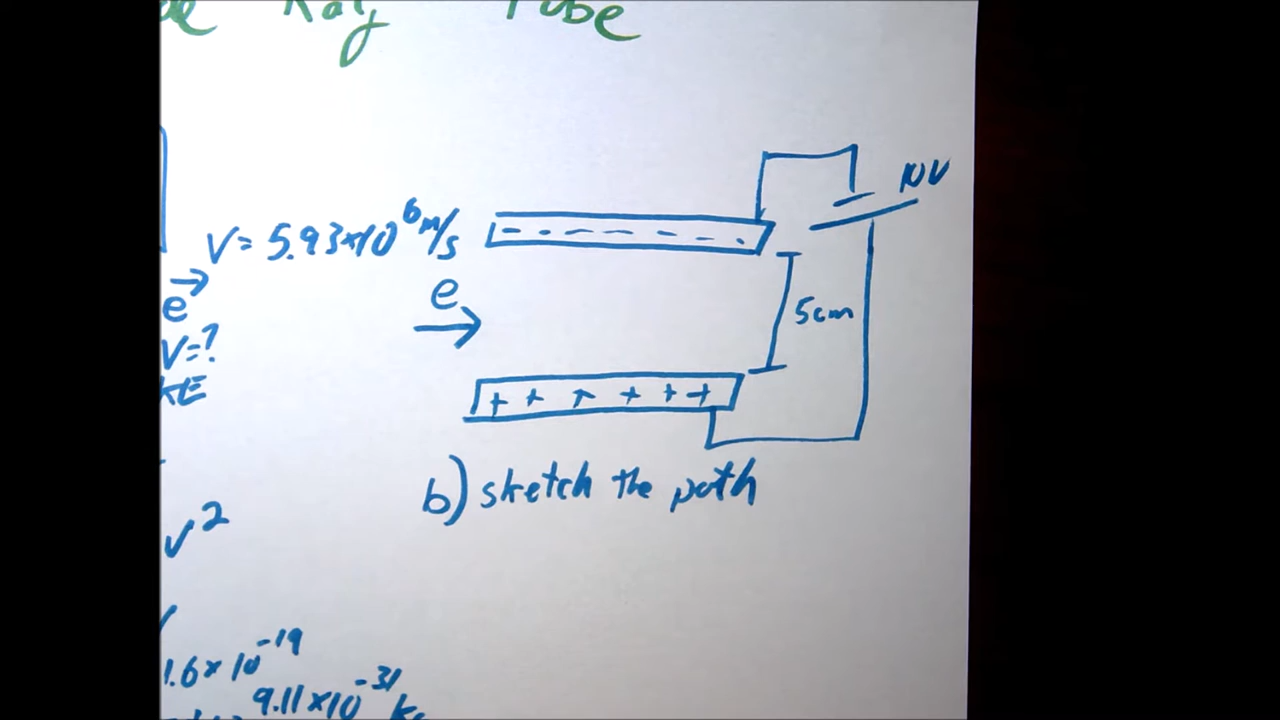 Ray Tube
10V
V= 5.93×10⁶ m/s
e
5cm
e
V=?
KE
b) sketch the path
v²
1.6×10⁻¹⁹
9.11×10⁻³¹ kg